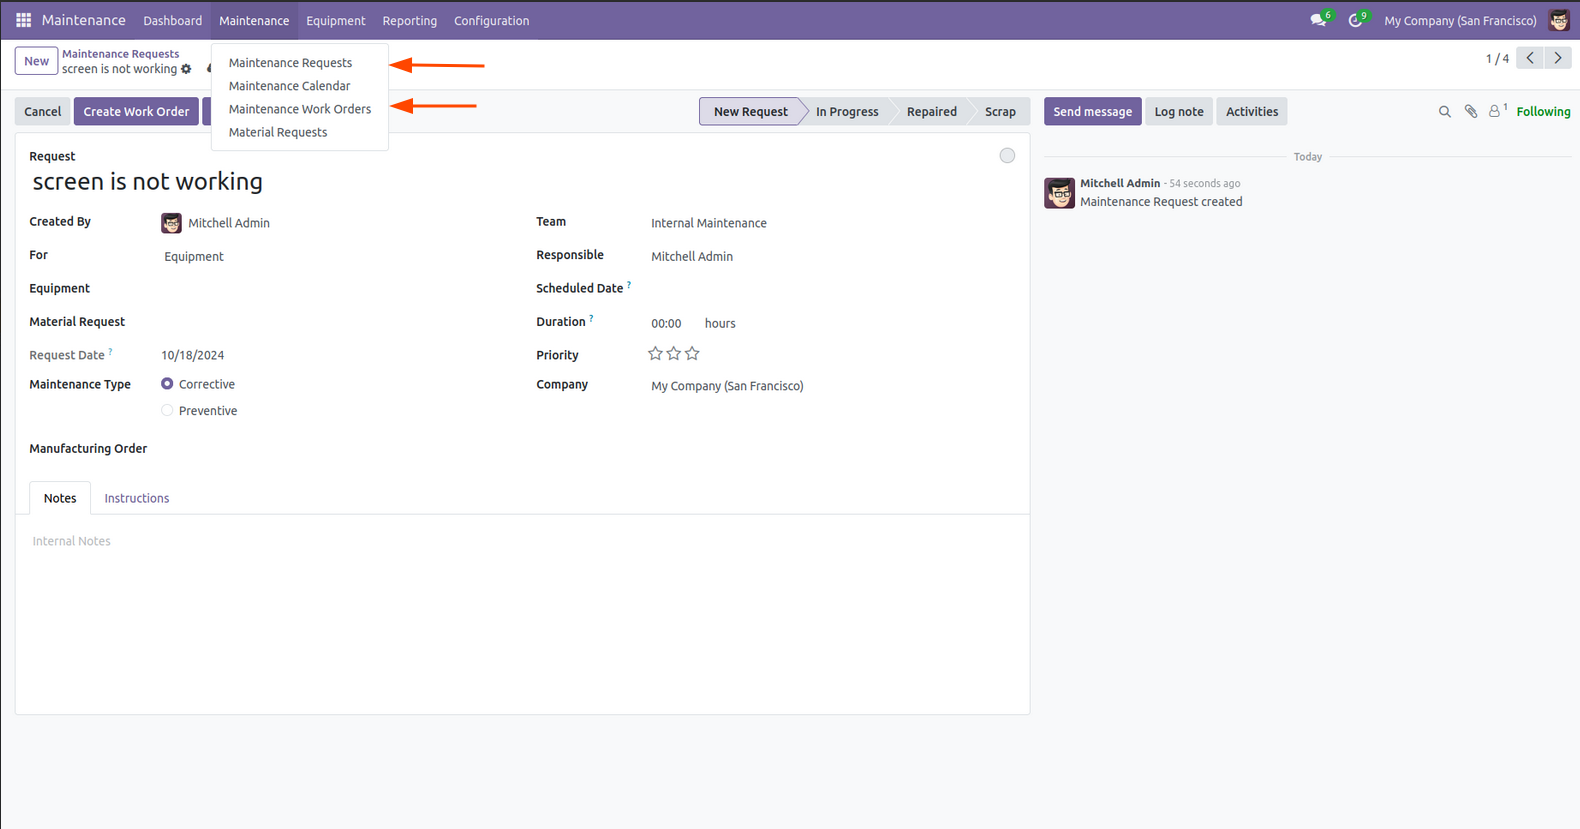 Maintenance Dashboard Maintenance Equipment Reporting Configuration 6 9 My Company (San Francisco)
New Maintenance Requests
screen is not working
1 / 4
Maintenance Requests
Maintenance Calendar
Maintenance Work Orders
Material Requests
Cancel Create Work Order New Request In Progress Repaired Scrap Send message Log note Activities 1 Following
Request
screen is not working
Created By Mitchell Admin
For Equipment
Equipment
Material Request
Request Date ? 10/18/2024
Maintenance Type Corrective
Preventive
Manufacturing Order
Team Internal Maintenance
Responsible Mitchell Admin
Scheduled Date ?
Duration ? 00:00 hours
Priority
Company My Company (San Francisco)
Notes Instructions
Internal Notes
Today
Mitchell Admin - 54 seconds ago
Maintenance Request created